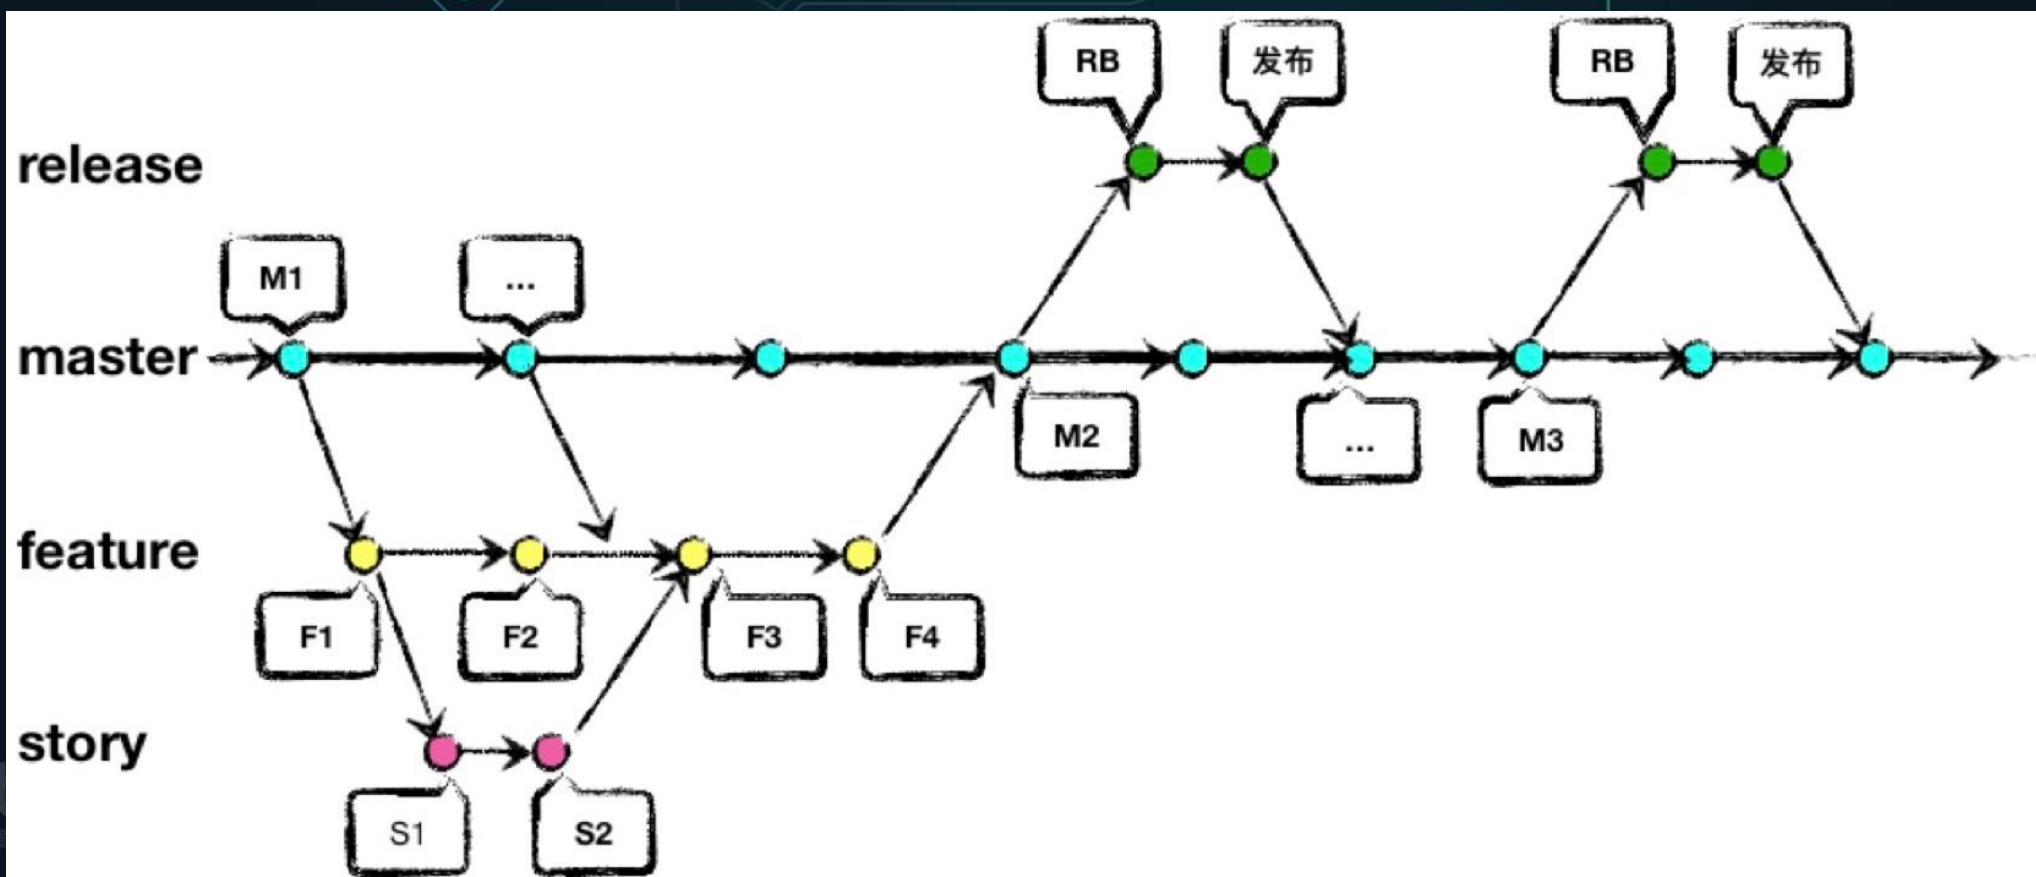 RB
发布
RB
发布
release
M1
...
master
M2
...
M3
feature
F1
F2
F3
F4
story
S1
S2